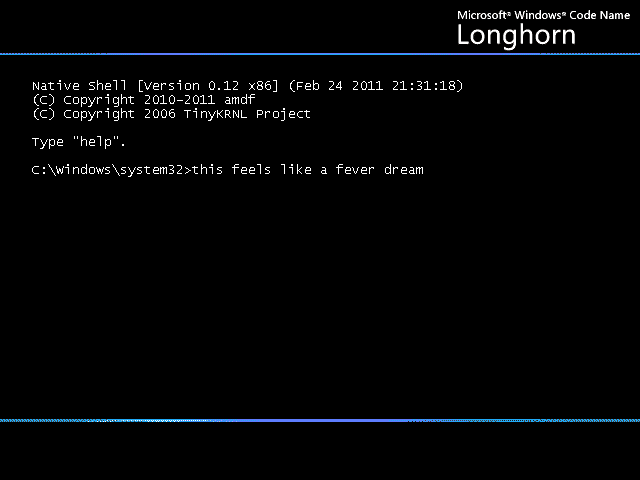 Microsoft® Windows® Code Name
Longhorn
Native Shell [Version 0.12 x86] (Feb 24 2011 21:31:18)
(C) Copyright 2010-2011 amdf
(C) Copyright 2006 TinyKRNL Project
Type "help".
C:\Windows\system32>this feels like a fever dream